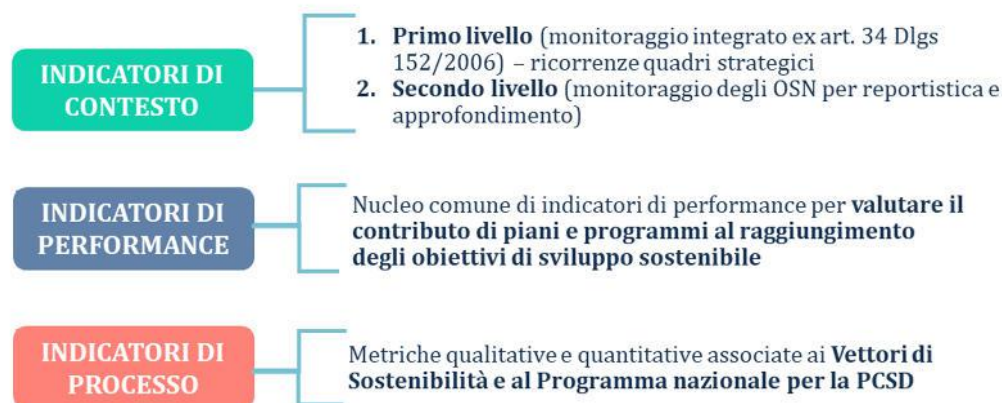 INDICATORI DI
CONTESTO
1. Primo livello (monitoraggio integrato ex art. 34 Dlgs
152/2006) – ricorrenze quadri strategici
2. Secondo livello (monitoraggio degli OSN per reportistica e
approfondimento)
INDICATORI DI
PERFORMANCE
Nucleo comune di indicatori di performance per valutare il
contributo di piani e programmi al raggiungimento
degli obiettivi di sviluppo sostenibile
INDICATORI DI
PROCESSO
Metriche qualitative e quantitative associate ai Vettori di
Sostenibilità e al Programma nazionale per la PCSD